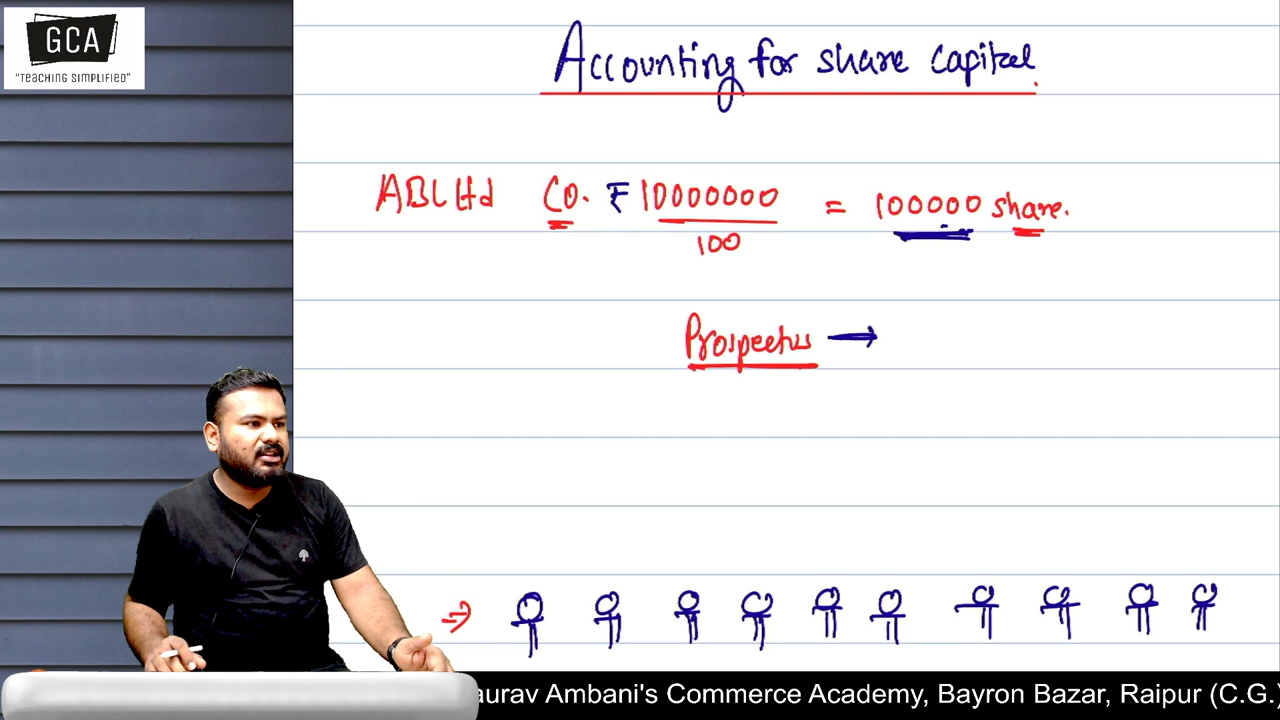 GCA
"TEACHING SIMPLIFIED"
Accounting for share capital
ABC Ltd Co. ₹ 10000000 = 100000 share.
100
Prospectus →
aurav Ambani's Commerce Academy, Bayron Bazar, Raipur (C.G.)